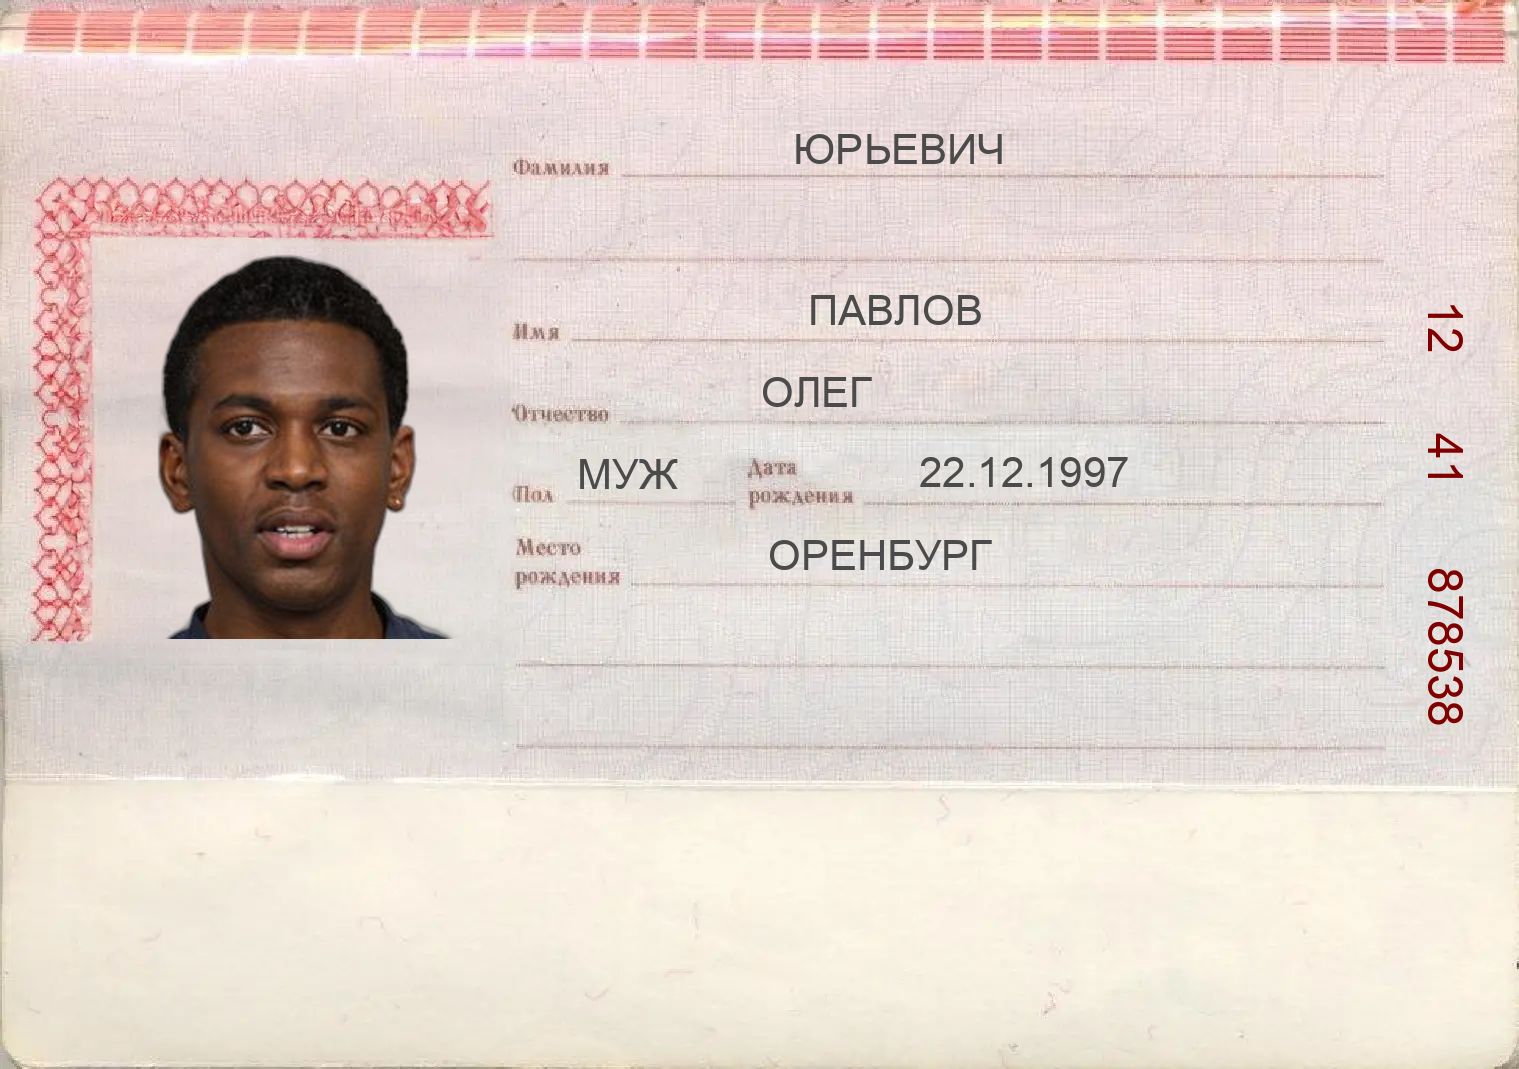 Фамилия ЮРЬЕВИЧ
Имя ПАВЛОВ
Отчество ОЛЕГ
Пол МУЖ Дата рождения 22.12.1997
Место рождения ОРЕНБУРГ
12 41 878538